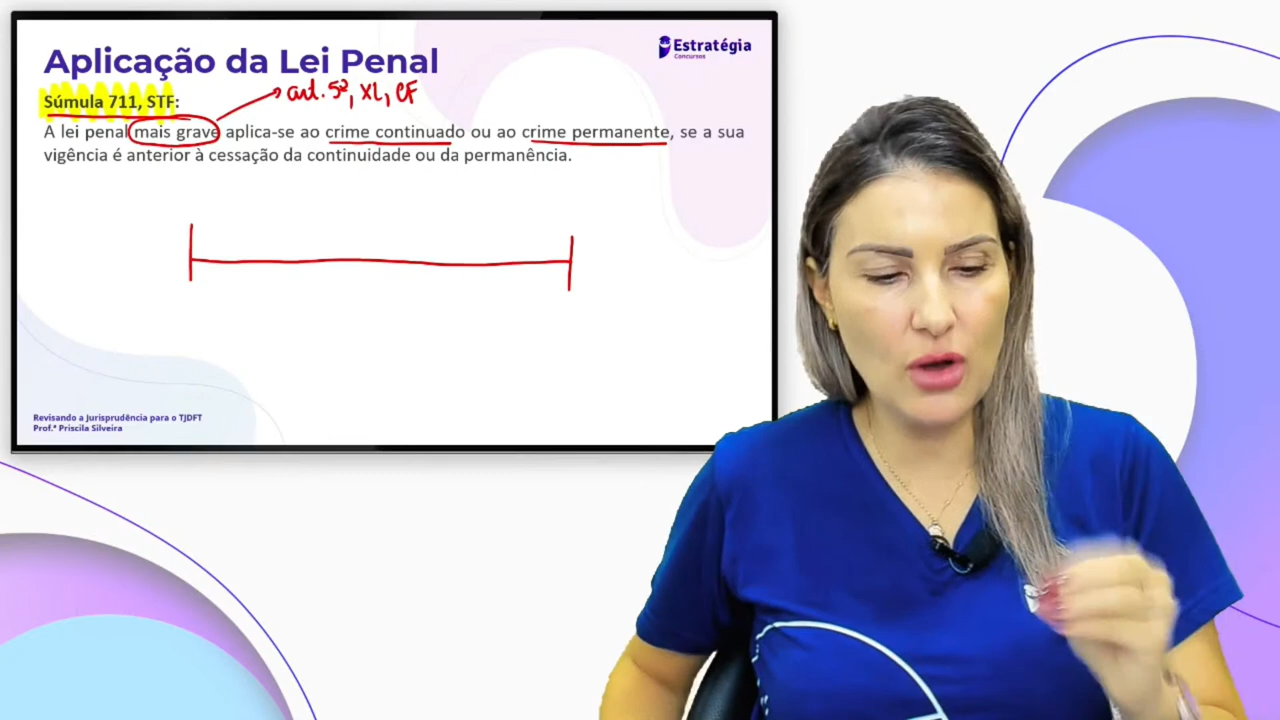 Aplicação da Lei Penal
Estratégia
Concursos
art. 5º, XL, CF
Súmula 711, STF:
A lei penal mais grave aplica-se ao crime continuado ou ao crime permanente, se a sua
vigência é anterior à cessação da continuidade ou da permanência.
Revisando a Jurisprudência para o TJDFT
Prof.ª Priscila Silveira